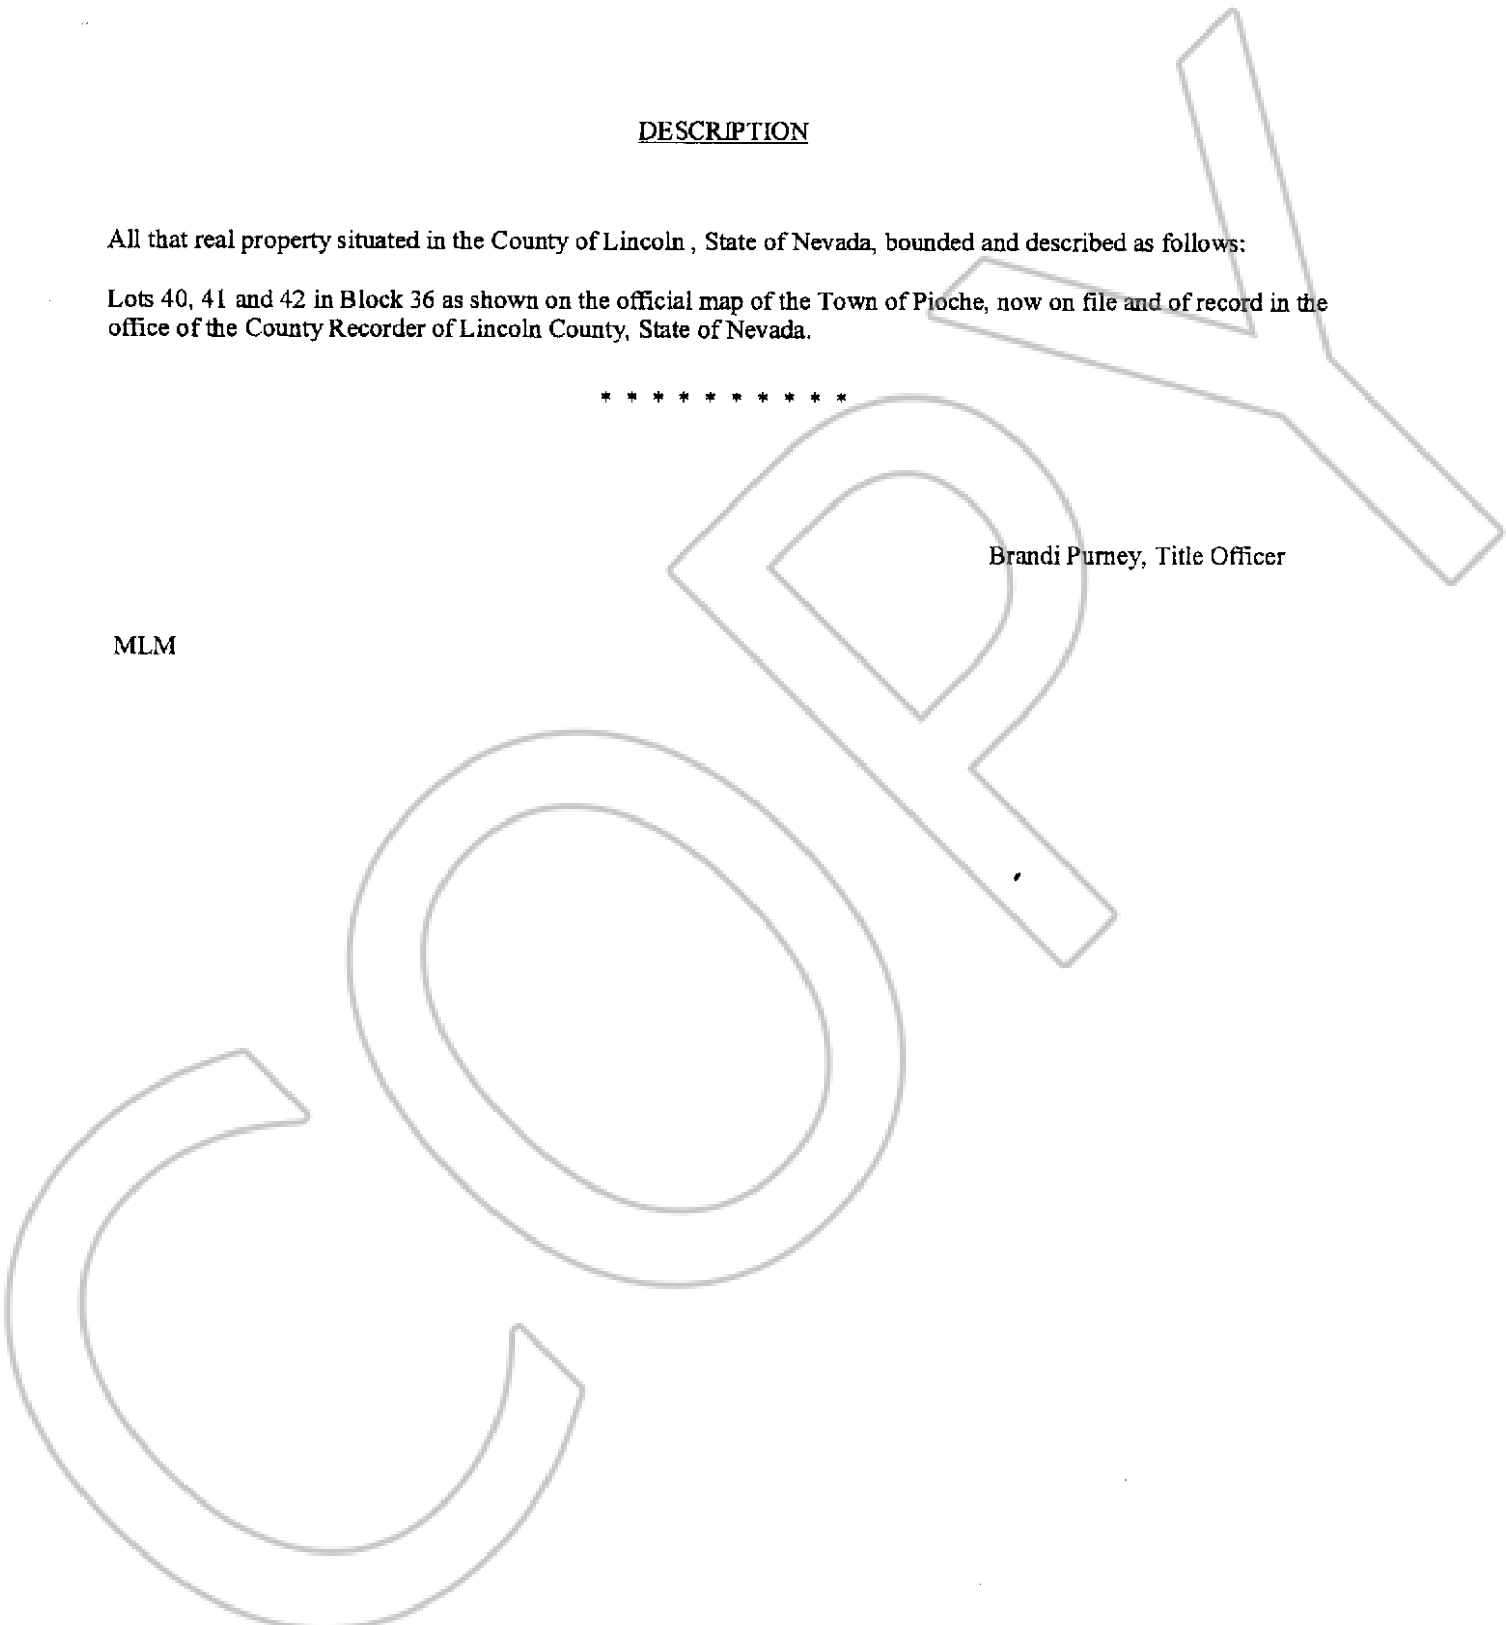 DESCRIPTION
All that real property situated in the County of Lincoln , State of Nevada, bounded and described as follows:
Lots 40, 41 and 42 in Block 36 as shown on the official map of the Town of Pioche, now on file and of record in the
office of the County Recorder of Lincoln County, State of Nevada.
* * * * * * * * * *
Brandi Purney, Title Officer
MLM
COPY